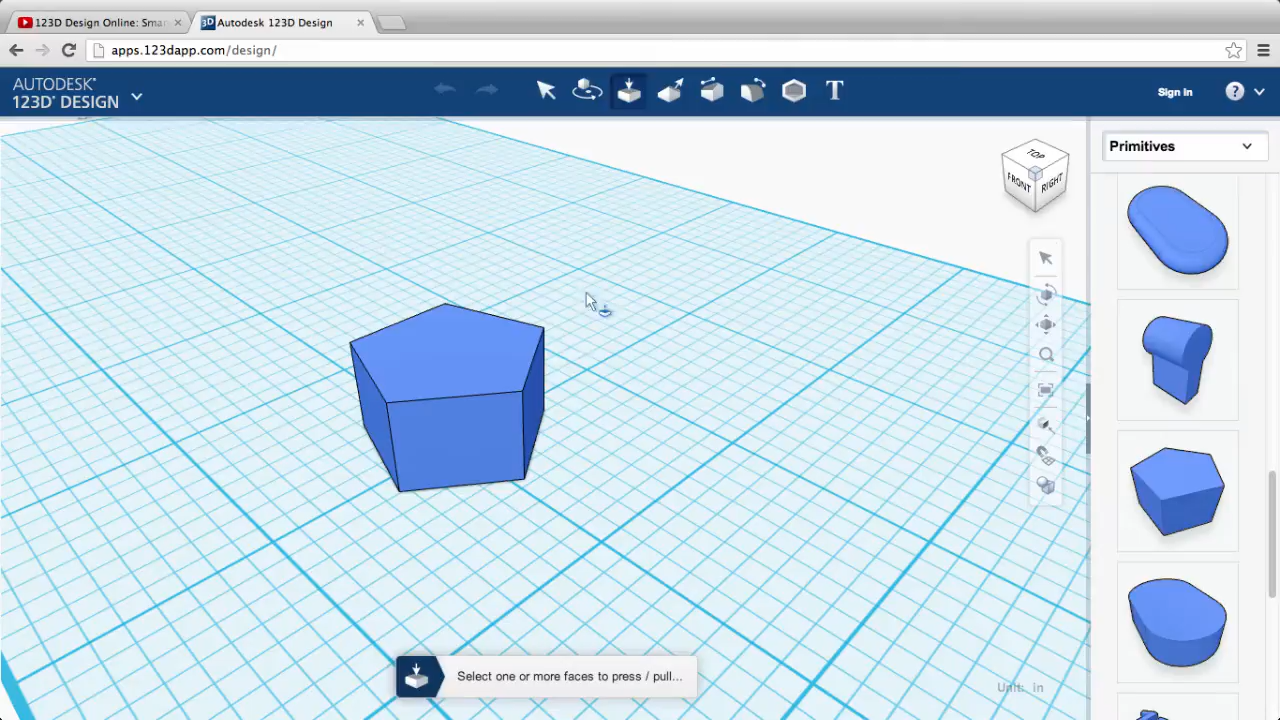 123D Design Online: Sma
Autodesk 123D Design
apps.123dapp.com/design/
AUTODESK®
123D® DESIGN
T
Sign In
?
Primitives
TOP
FRONT
RIGHT
Select one or more faces to press / pull...
Unit: in